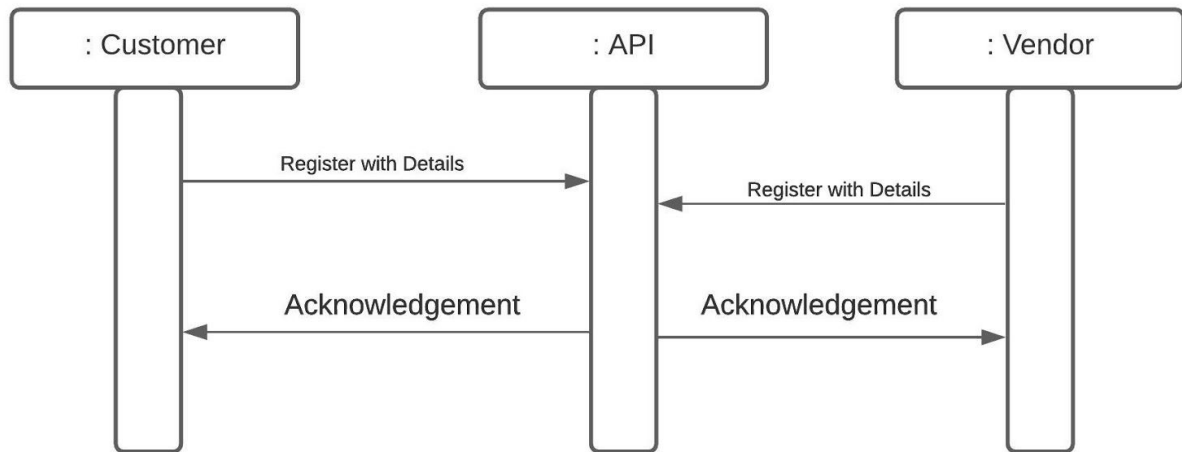 : Customer
: API
: Vendor
Register with Details
Register with Details
Acknowledgement
Acknowledgement